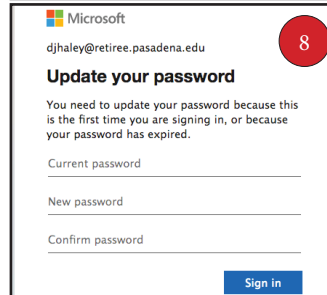 Microsoft
8
djhaley@retiree.pasadena.edu
Update your password
You need to update your password because this
is the first time you are signing in, or because
your password has expired.
Current password
New password
Confirm password
Sign in